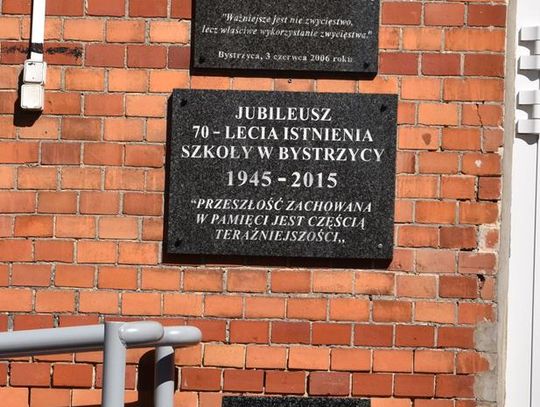 "Ważniejsze jest nie zwycięstwo,
lecz właściwe wykorzystanie zwycięstwa."
Bystrzyca, 3 czerwca 2006 roku
JUBILEUSZ
70 - LECIA ISTNIENIA
SZKOŁY W BYSTRZYCY
1945 - 2015
“PRZESZŁOŚĆ ZACHOWANA
W PAMIĘCI JEST CZĘŚCIĄ
TERAŹNIEJSZOŚCI„